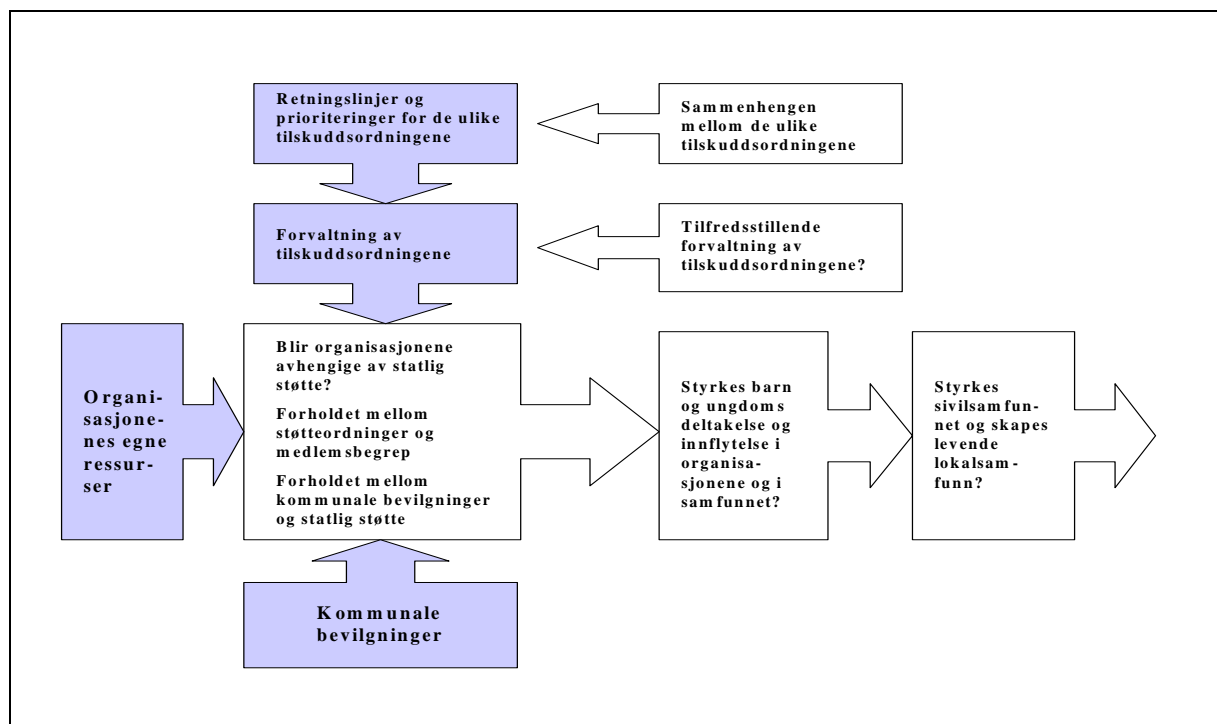 Retningslinjer og
prioriteringer for de ulike
tilskuddsordningene
Sammenhengen
mellom de ulike
tilskuddsordningene
Forvaltning av
tilskuddsordningene
Tilfredsstillende
forvaltning av
tilskuddsordningene?
Organi-
sasjone-
nes egne
ressur-
ser
Blir organisasjonene
avhengige av statlig
støtte?
Forholdet mellom
støtteordninger og
medlemsbegrep
Forholdet mellom
kommunale bevilgninger
og statlig støtte
Styrkes barn
og ungdoms
deltakelse og
innflytelse i
organisa-
sjonene og i
samfunnet?
Styrkes
sivilsamfun-
net og skapes
levende
lokalsam-
funn?
Kommunale
bevilgninger